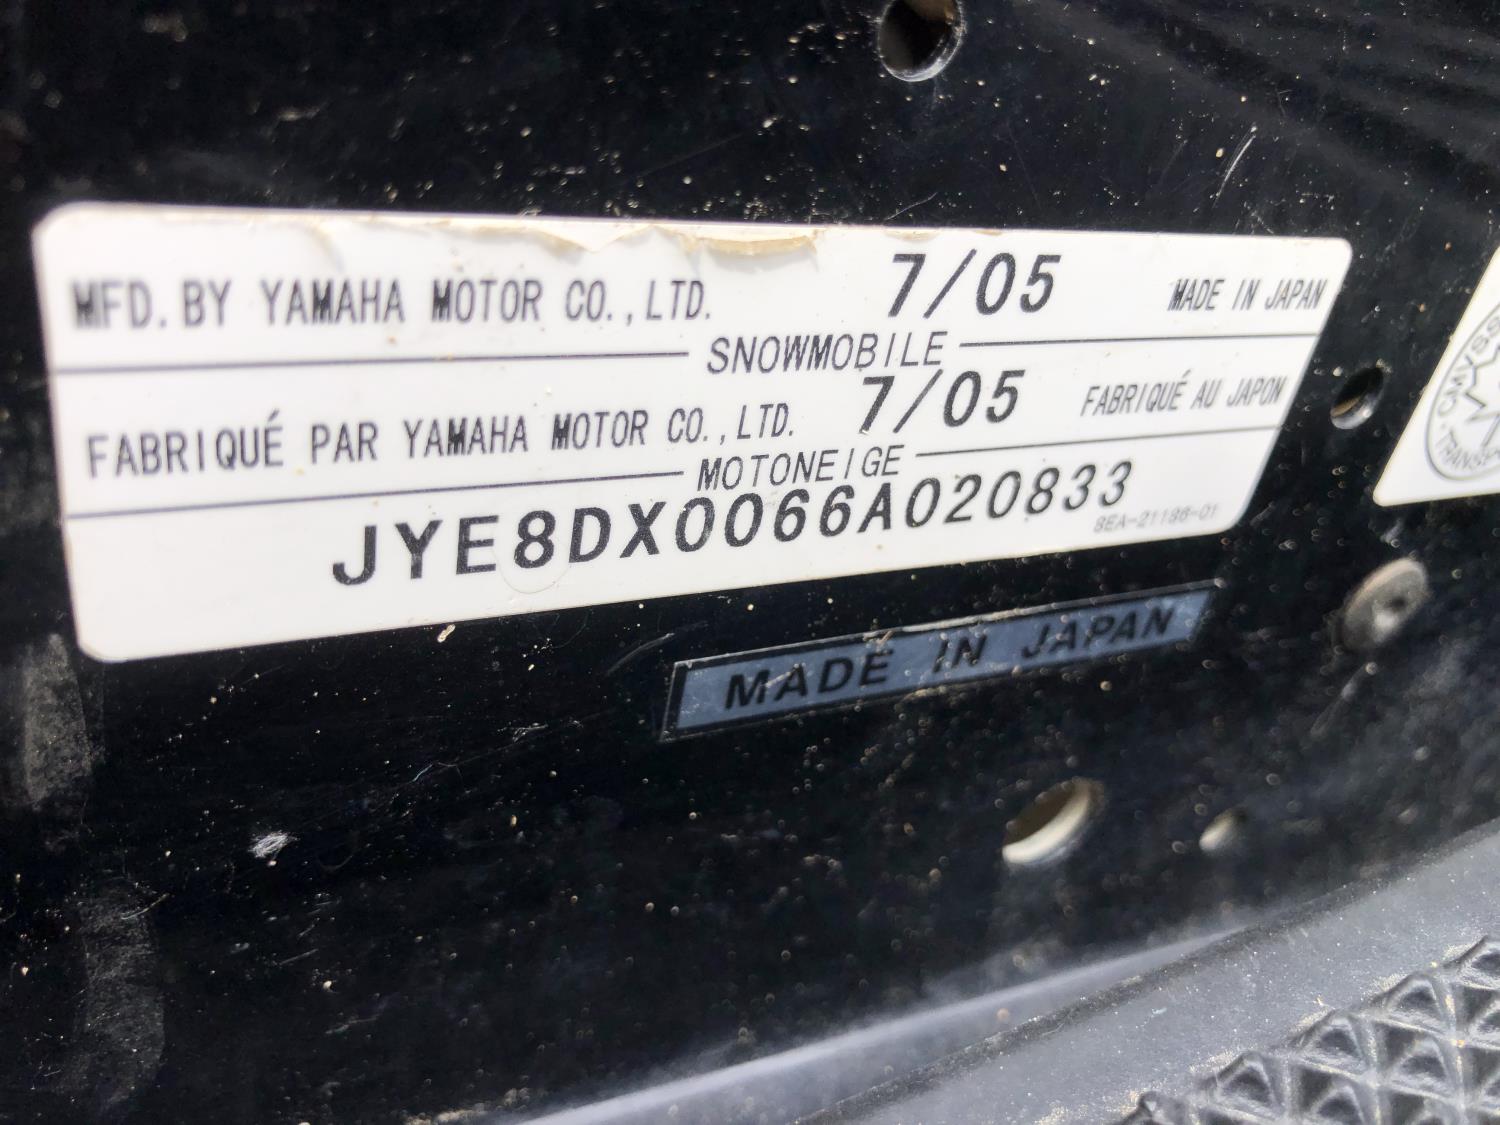 MFD. BY YAMAHA MOTOR CO., LTD. 7/05 MADE IN JAPAN
SNOWMOBILE
FABRIQUÉ PAR YAMAHA MOTOR CO., LTD. 7/05 FABRIQUÉ AU JAPON
MOTONEIGE
JYE8DX0066A020833
8EA-21186-01
MADE IN JAPAN